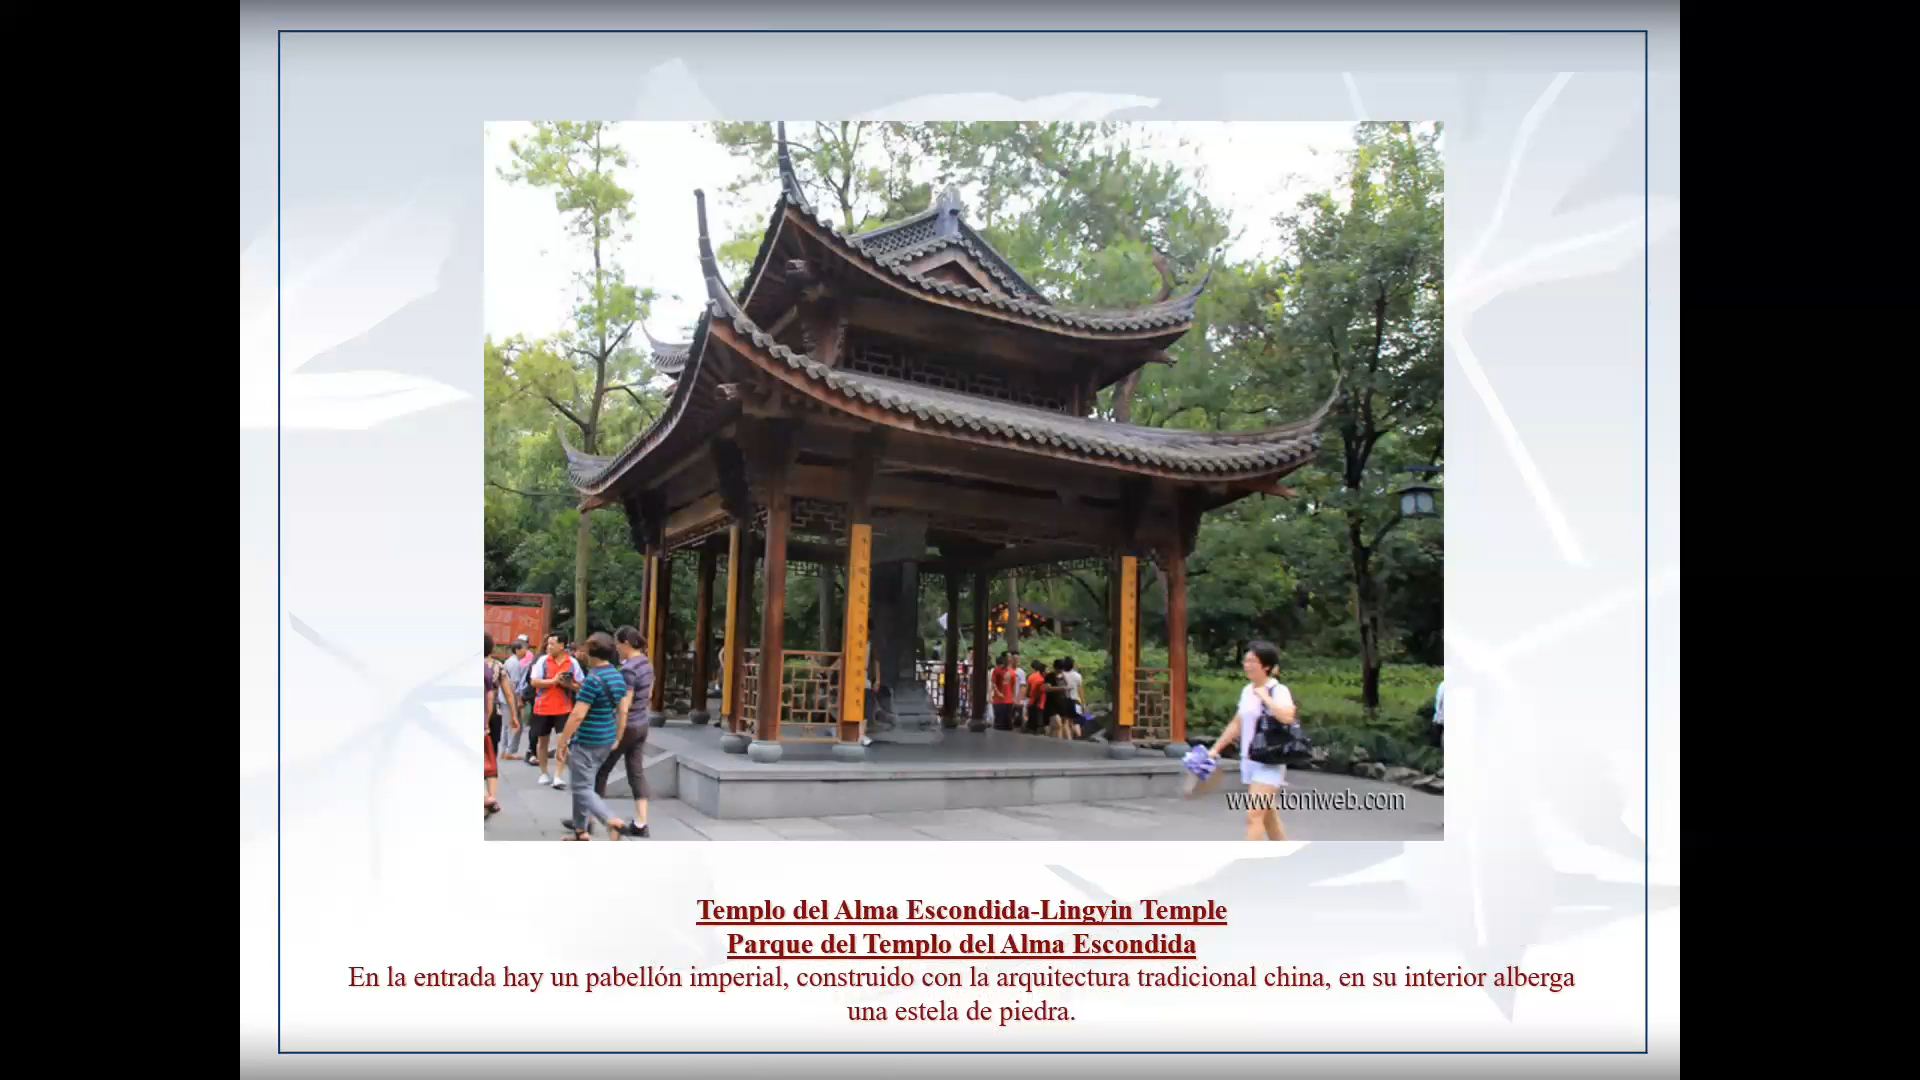 www.toniweb.com
Templo del Alma Escondida-Lingyin Temple
Parque del Templo del Alma Escondida
En la entrada hay un pabellón imperial, construido con la arquitectura tradicional china, en su interior alberga
una estela de piedra.